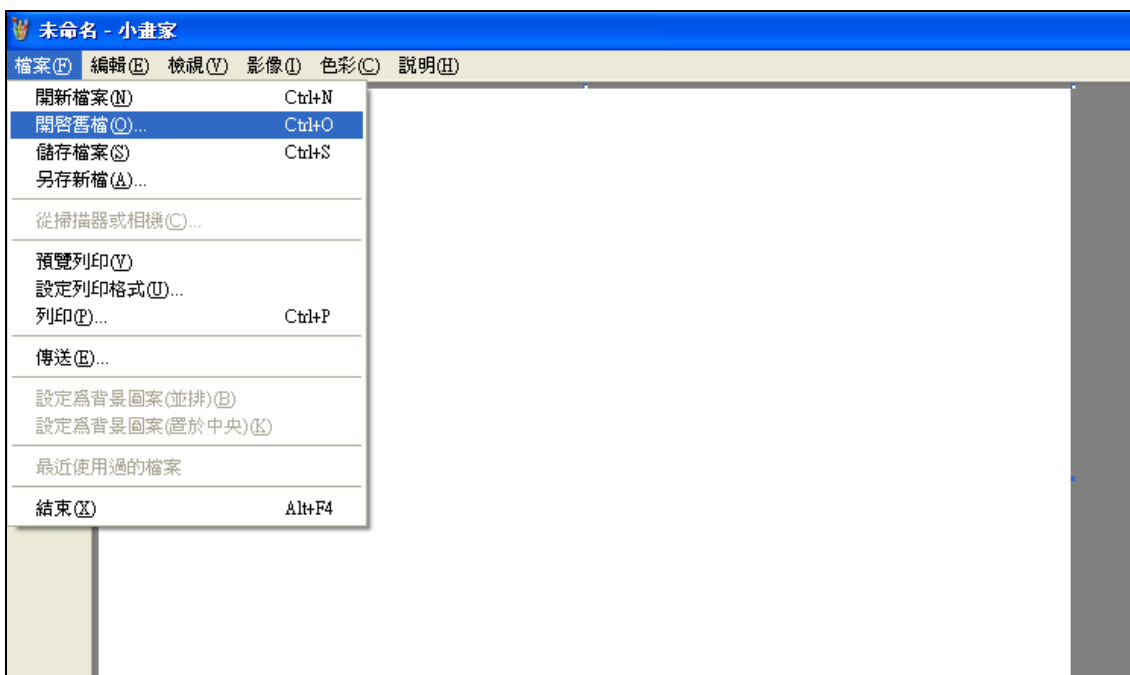 未命名 - 小畫家
檔案(F) 編輯(E) 檢視(V) 影像(I) 色彩(C) 說明(H)
開新檔案(N) Ctrl+N
開啓舊檔(O)... Ctrl+O
儲存檔案(S) Ctrl+S
另存新檔(A)...
從掃描器或相機(C)...
預覽列印(V)
設定列印格式(U)...
列印(P)... Ctrl+P
傳送(E)...
設定爲背景圖案(並排)(B)
設定爲背景圖案(置於中央)(K)
最近使用過的檔案
結束(X) Alt+F4